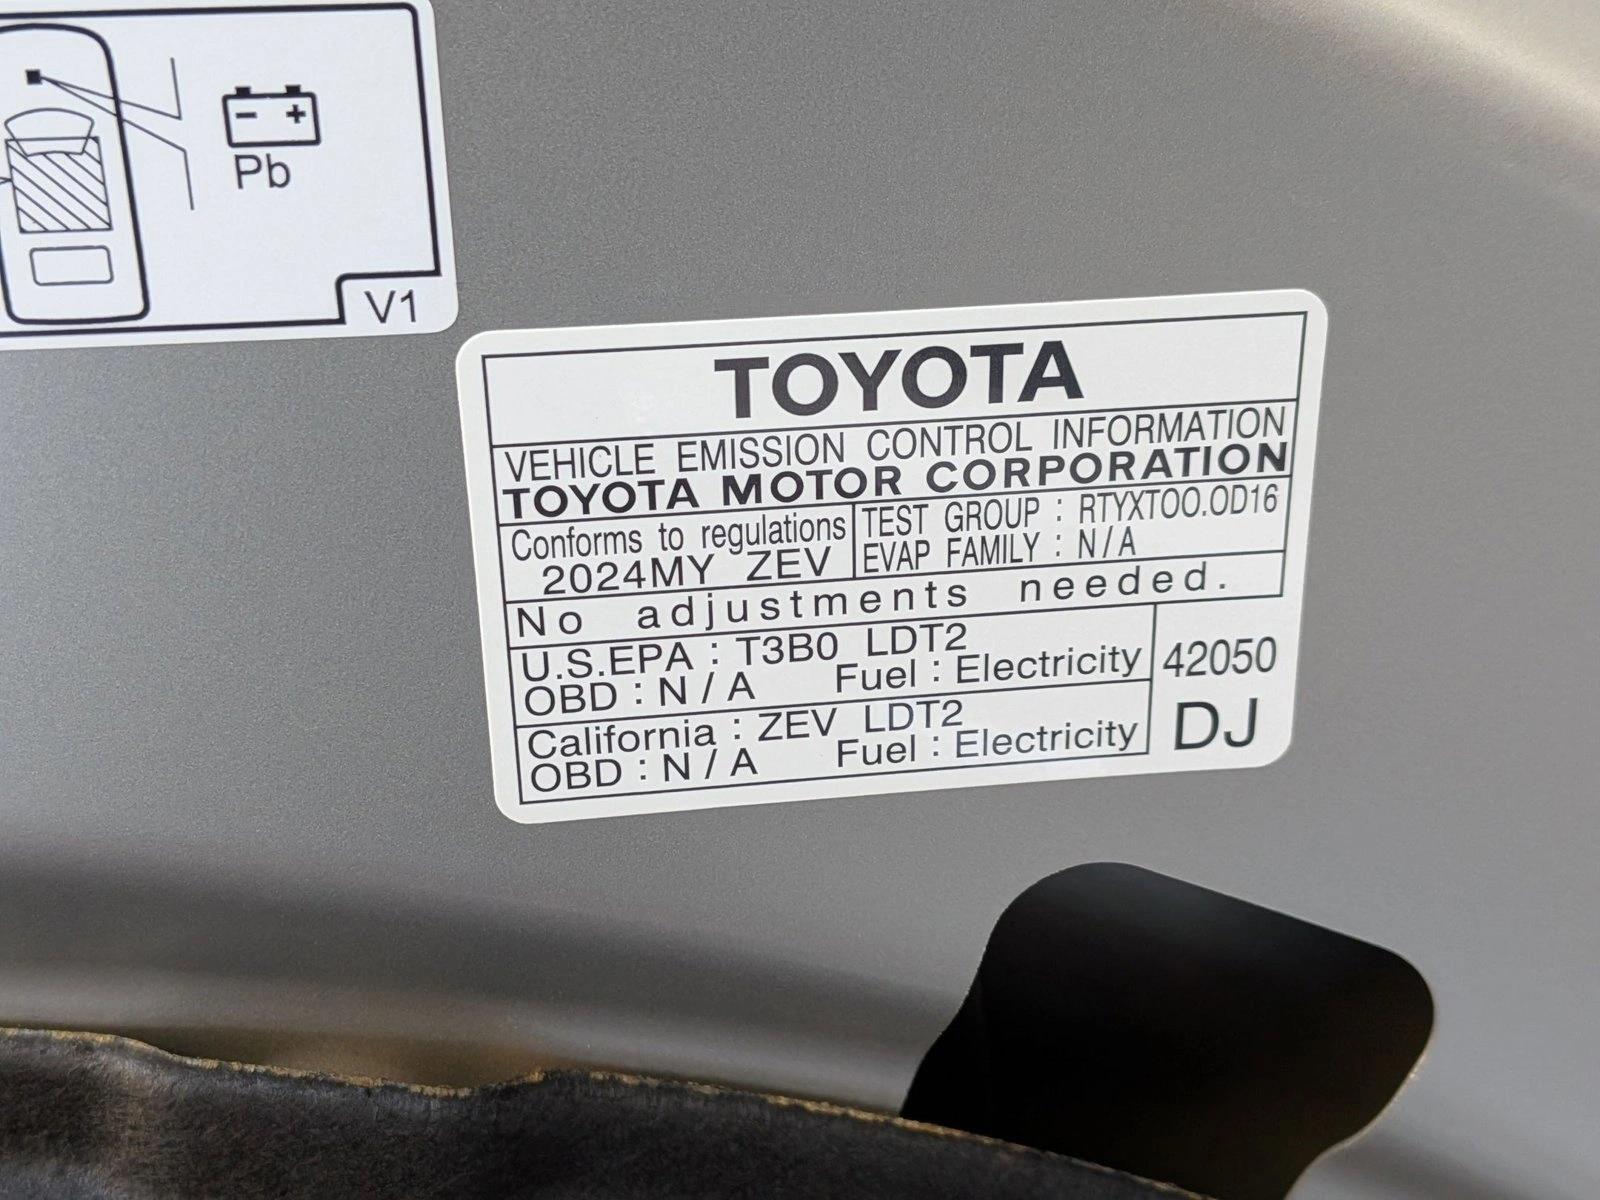 Pb
V1
TOYOTA
VEHICLE EMISSION CONTROL INFORMATION
TOYOTA MOTOR CORPORATION
Conforms to regulations
2024MY ZEV
TEST GROUP : RTYXT00.0D16
EVAP FAMILY : N/A
No adjustments needed.
U.S.EPA : T3B0 LDT2
OBD : N/A Fuel : Electricity
California : ZEV LDT2
OBD : N/A Fuel : Electricity
42050
DJ